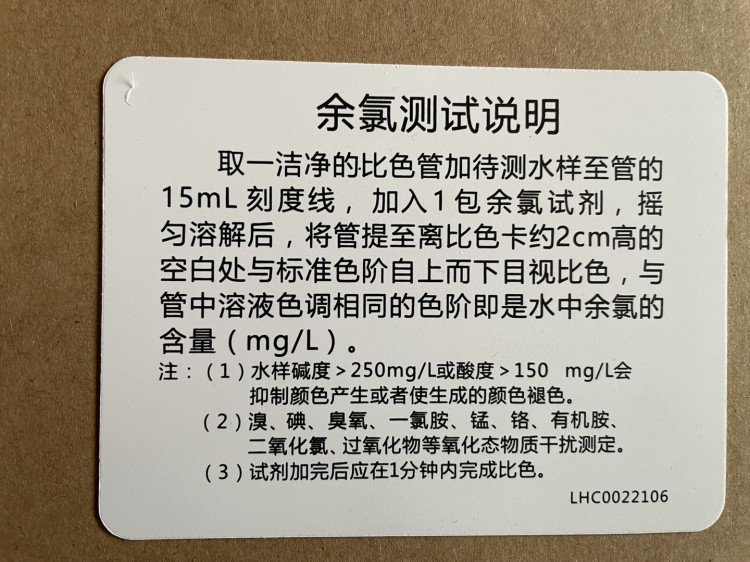 余氯测试说明
取一洁净的比色管加待测水样至管的
15mL刻度线，加入1包余氯试剂，摇
匀溶解后，将管提至离比色卡约2cm高的
空白处与标准色阶自上而下目视比色，与
管中溶液色调相同的色阶即是水中余氯的
含量（mg/L）。
注：（1）水样碱度＞250mg/L或酸度＞150 mg/L会
抑制颜色产生或者使生成的颜色褪色。
（2）溴、碘、臭氧、一氯胺、锰、铬、有机胺、
二氧化氯、过氧化物等氧化态物质干扰测定。
（3）试剂加完后应在1分钟内完成比色。
LHC0022106